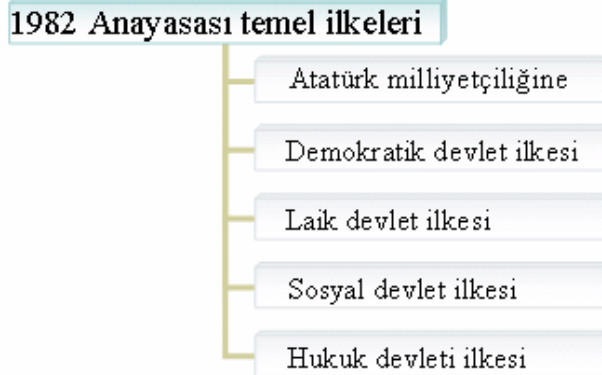 1982 Anayasası temel ilkeleri
Atatürk milliyetçiliğine
Demokratik devlet ilkesi
Laik devlet ilkesi
Sosyal devlet ilkesi
Hukuk devleti ilkesi